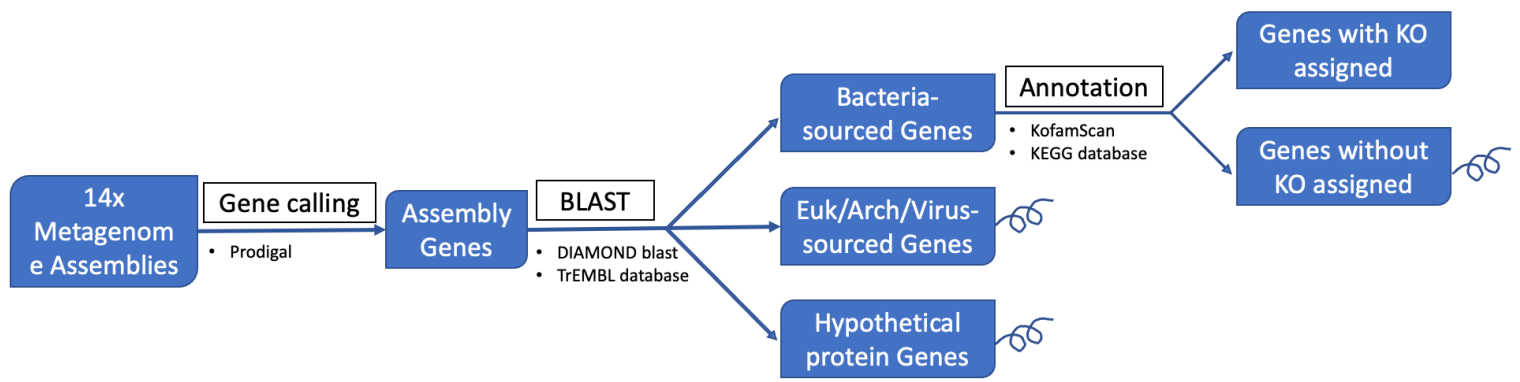 14x
Metagenom
e Assemblies
Gene calling
• Prodigal
Assembly
Genes
BLAST
• DIAMOND blast
• TrEMBL database
Bacteria-
sourced Genes
Euk/Arch/Virus-
sourced Genes
Hypothetical
protein Genes
Annotation
• KofamScan
• KEGG database
Genes with KO
assigned
Genes without
KO assigned